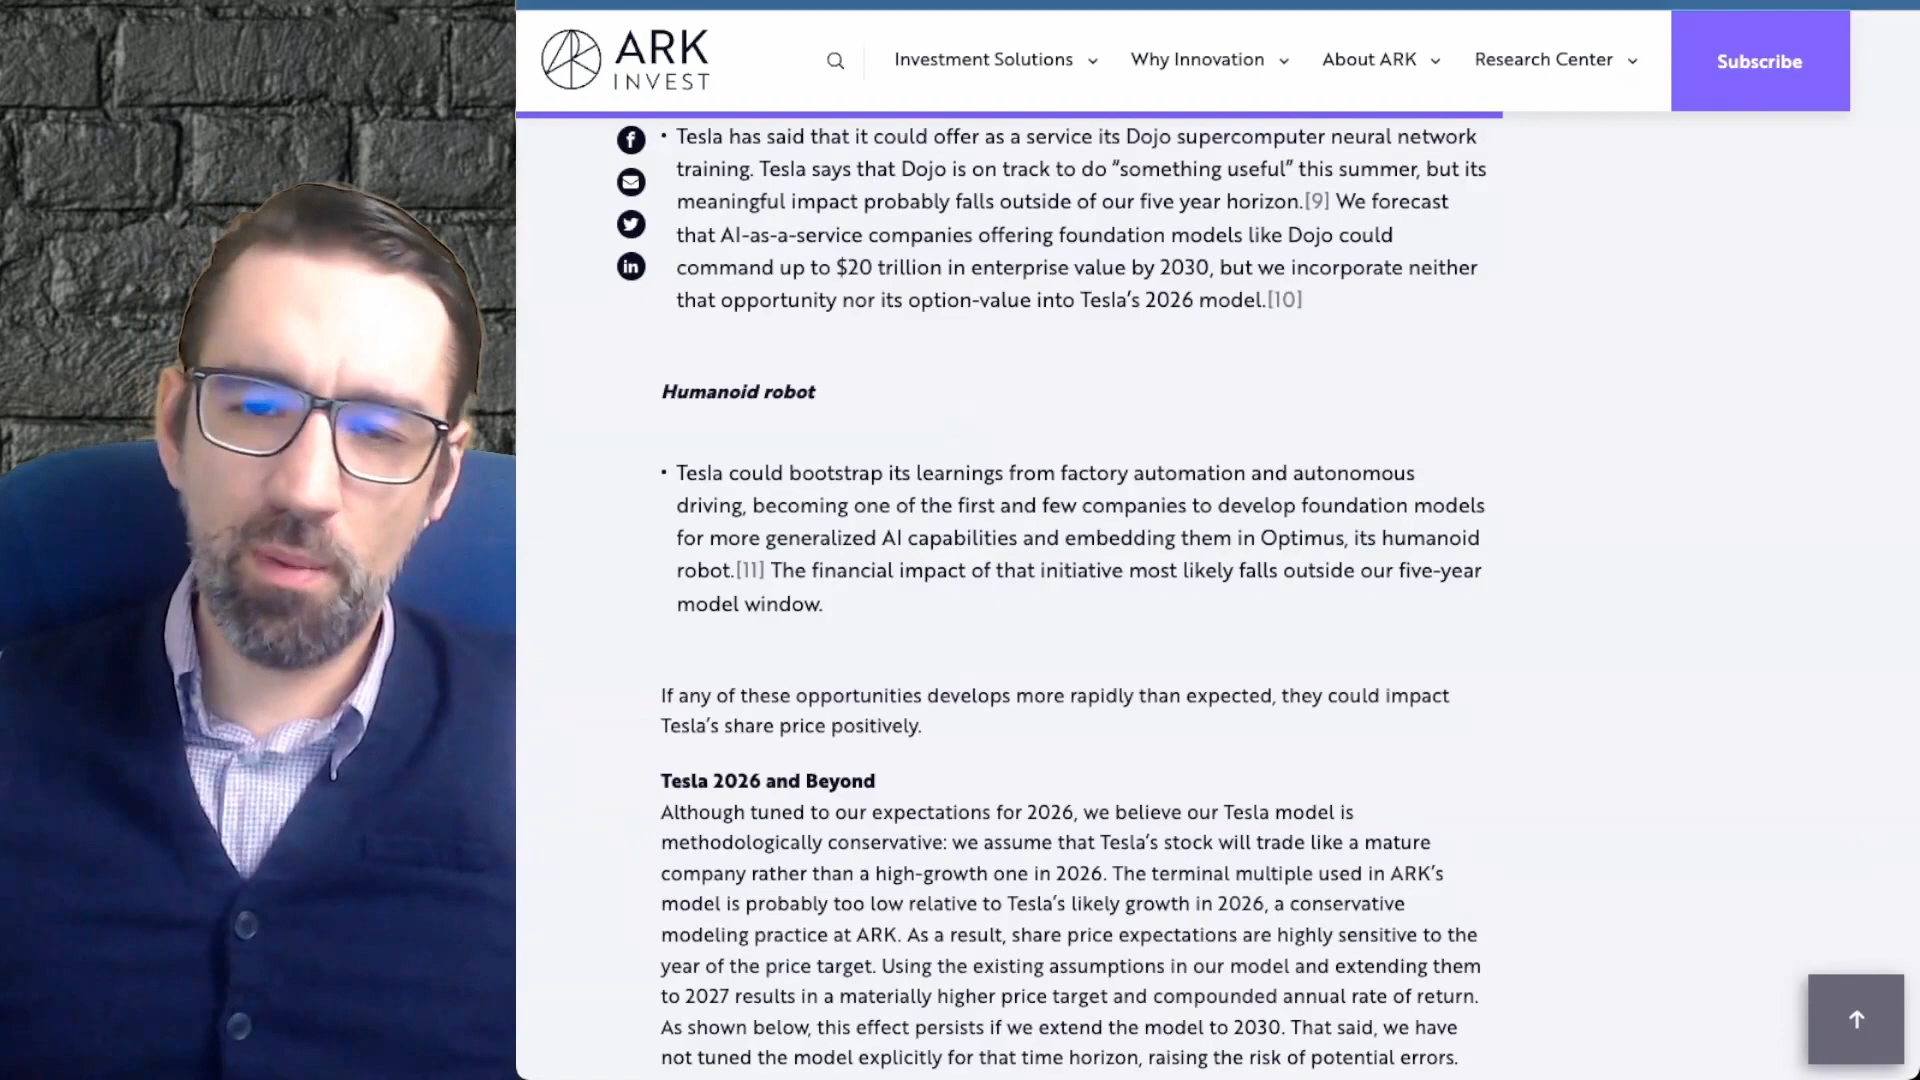 ARK
INVEST
Investment Solutions
Why Innovation
About ARK
Research Center
Subscribe
• Tesla has said that it could offer as a service its Dojo supercomputer neural network
training. Tesla says that Dojo is on track to do “something useful” this summer, but its
meaningful impact probably falls outside of our five year horizon.[9] We forecast
that AI-as-a-service companies offering foundation models like Dojo could
command up to $20 trillion in enterprise value by 2030, but we incorporate neither
that opportunity nor its option-value into Tesla’s 2026 model.[10]
Humanoid robot
• Tesla could bootstrap its learnings from factory automation and autonomous
driving, becoming one of the first and few companies to develop foundation models
for more generalized AI capabilities and embedding them in Optimus, its humanoid
robot.[11] The financial impact of that initiative most likely falls outside our five-year
model window.
If any of these opportunities develops more rapidly than expected, they could impact
Tesla’s share price positively.
Tesla 2026 and Beyond
Although tuned to our expectations for 2026, we believe our Tesla model is
methodologically conservative: we assume that Tesla’s stock will trade like a mature
company rather than a high-growth one in 2026. The terminal multiple used in ARK’s
model is probably too low relative to Tesla’s likely growth in 2026, a conservative
modeling practice at ARK. As a result, share price expectations are highly sensitive to the
year of the price target. Using the existing assumptions in our model and extending them
to 2027 results in a materially higher price target and compounded annual rate of return.
As shown below, this effect persists if we extend the model to 2030. That said, we have
not tuned the model explicitly for that time horizon, raising the risk of potential errors.